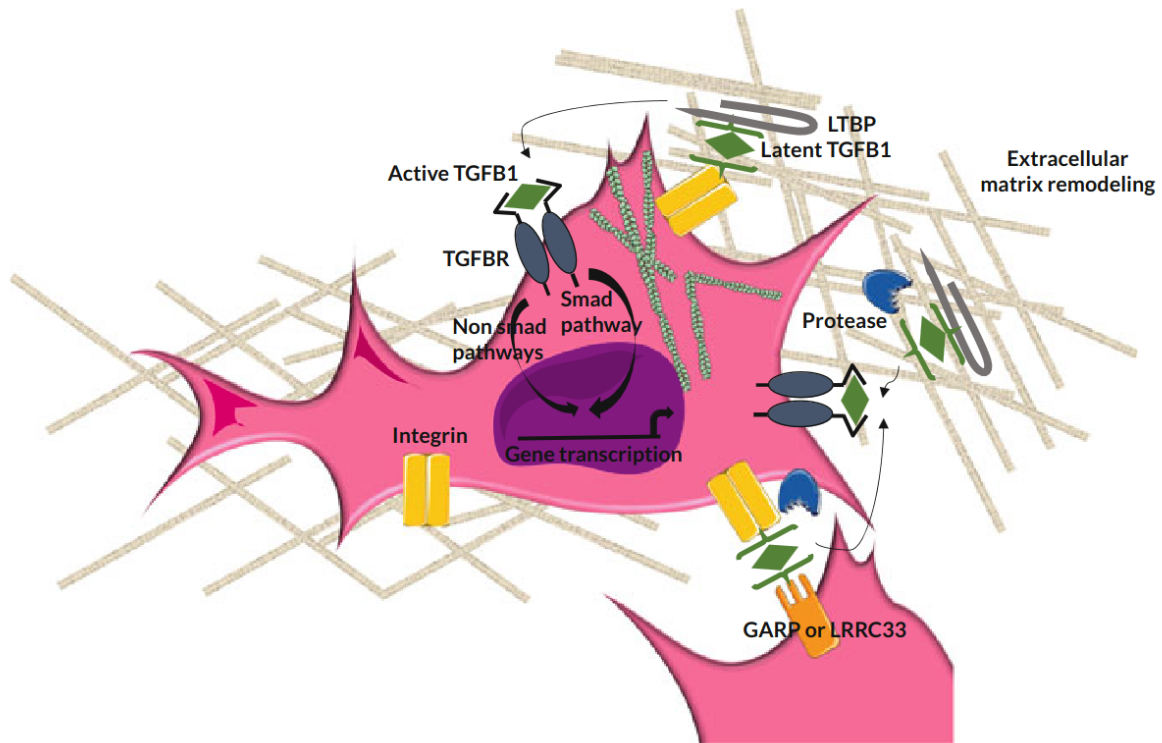 LTBP
Latent TGFB1
Extracellular
matrix remodeling
Active TGFB1
TGFBR
Smad
pathway
Non smad
pathways
Protease
Integrin
Gene transcription
GARP or LRRC33